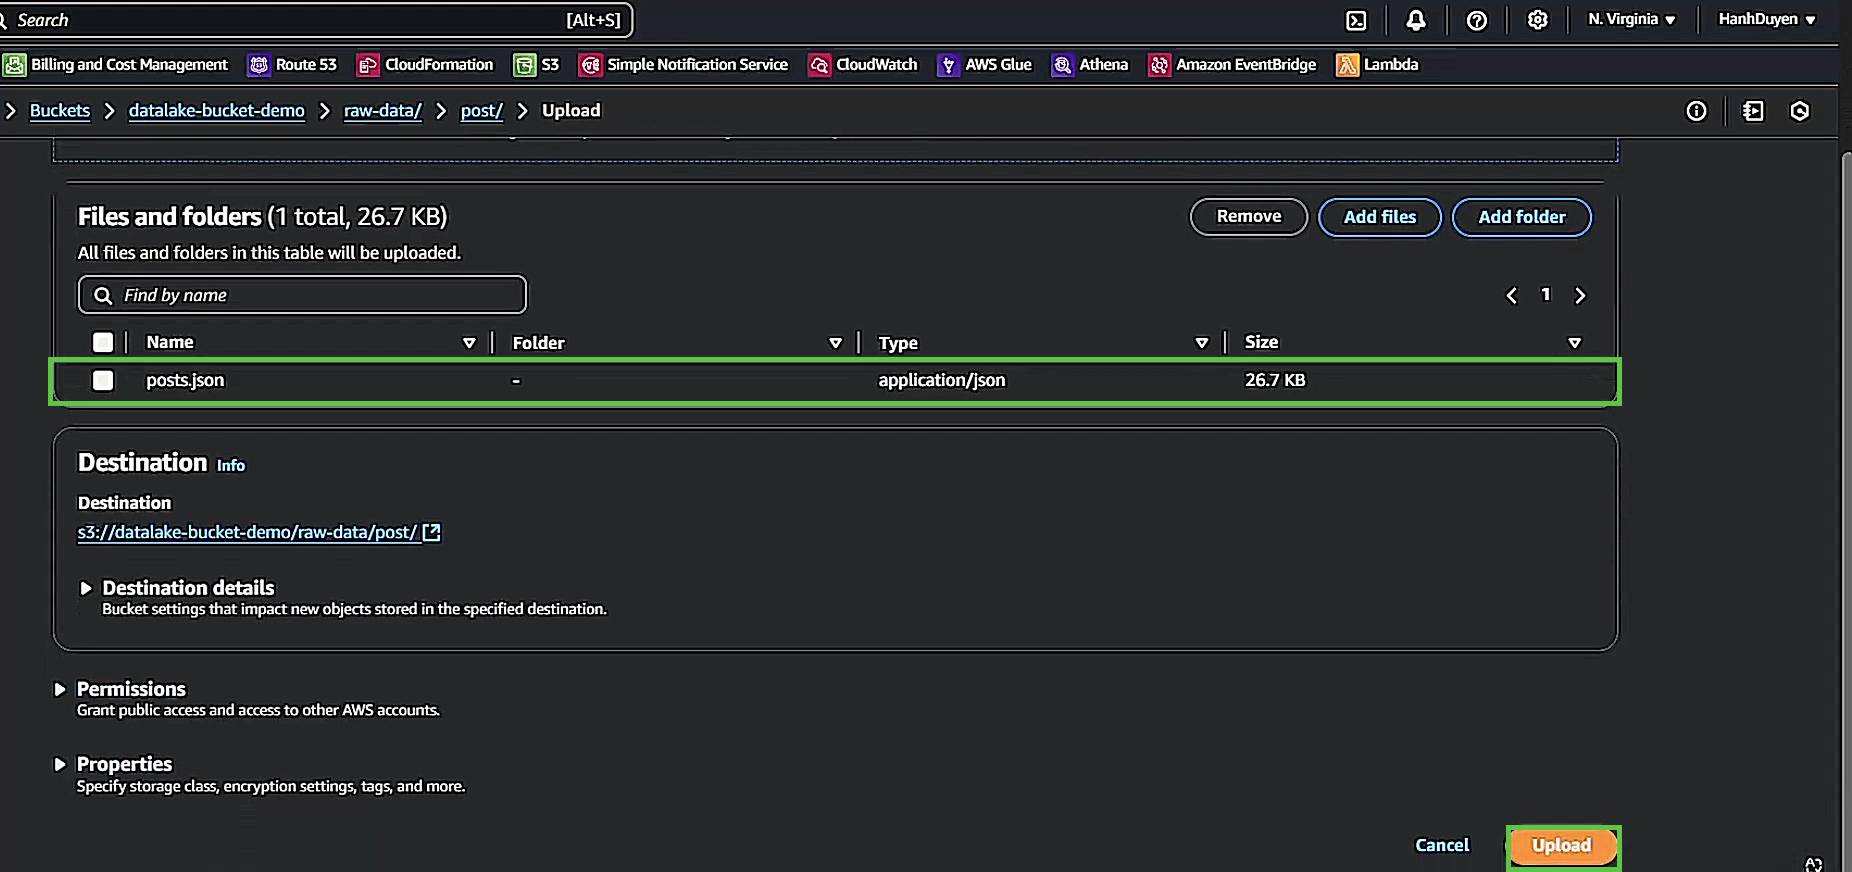 Search [Alt+S] N. Virginia HanhDuyen
Billing and Cost Management Route 53 CloudFormation S3 Simple Notification Service CloudWatch AWS Glue Athena Amazon EventBridge Lambda
Buckets datalake-bucket-demo raw-data/ post/ Upload
Files and folders (1 total, 26.7 KB) Remove Add files Add folder
All files and folders in this table will be uploaded.
Find by name 1
Name Folder Type Size
posts.json - application/json 26.7 KB
Destination Info
Destination
s3://datalake-bucket-demo/raw-data/post/
Destination details
Bucket settings that impact new objects stored in the specified destination.
Permissions
Grant public access and access to other AWS accounts.
Properties
Specify storage class, encryption settings, tags, and more.
Cancel Upload